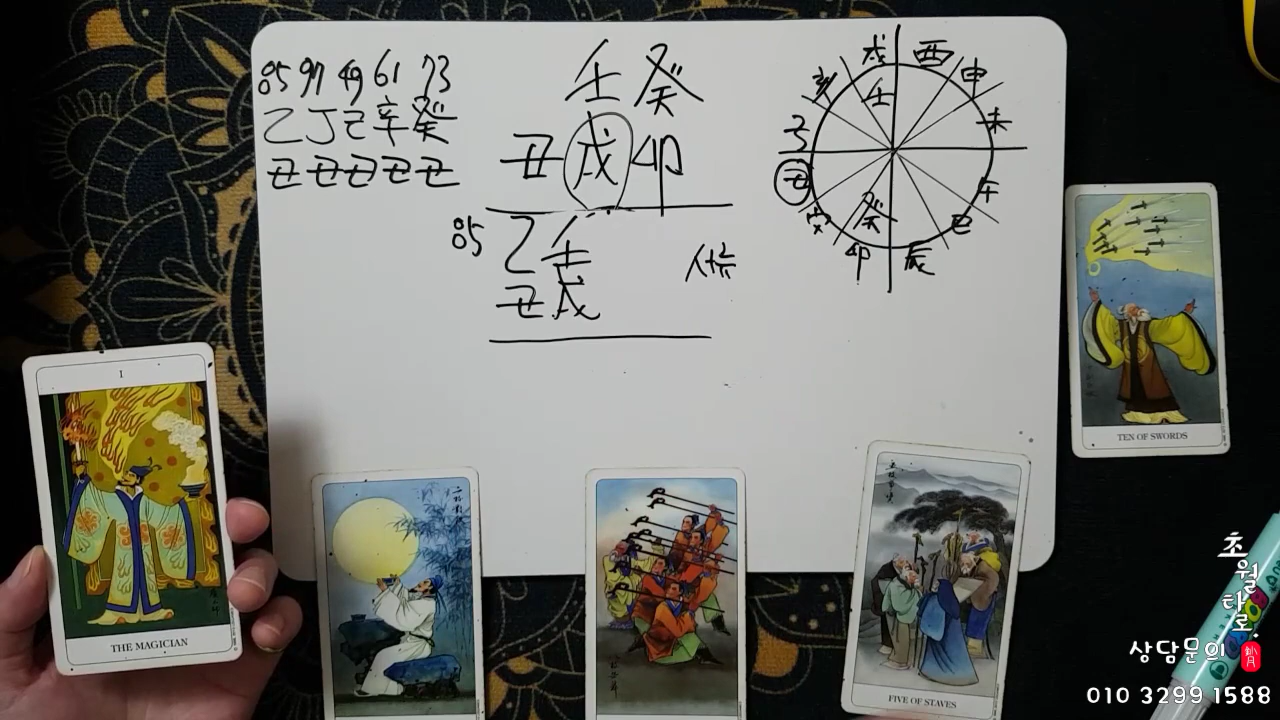 85 97 49 61 73
乙 丁 己 辛 癸
丑 丑 丑 丑 丑
壬 癸
丑 戌 卯
85 乙 壬
丑 戌
戌 酉 申 未 午 巳 辰 卯 寅 丑 子 亥
壬
癸
I
THE MAGICIAN
TEN OF SWORDS
FIVE OF STAVES
초월타로
상담문의
010 3299 1588